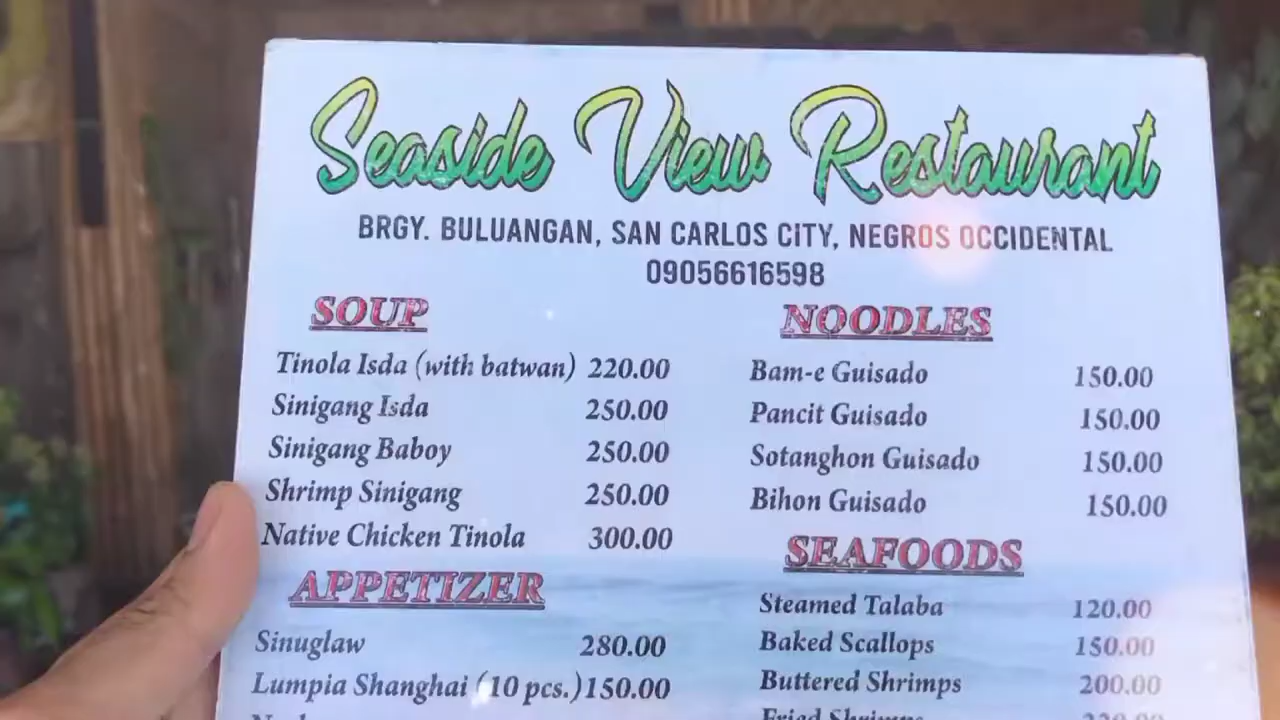 Seaside View Restaurant
BRGY. BULUANGAN, SAN CARLOS CITY, NEGROS OCCIDENTAL
09056616598
SOUP
Tinola Isda (with batwan) 220.00
Sinigang Isda 250.00
Sinigang Baboy 250.00
Shrimp Sinigang 250.00
Native Chicken Tinola 300.00
APPETIZER
Sinuglaw 280.00
Lumpia Shanghai (10 pcs.) 150.00
NOODLES
Bam-e Guisado 150.00
Pancit Guisado 150.00
Sotanghon Guisado 150.00
Bihon Guisado 150.00
SEAFOODS
Steamed Talaba 120.00
Baked Scallops 150.00
Buttered Shrimps 200.00